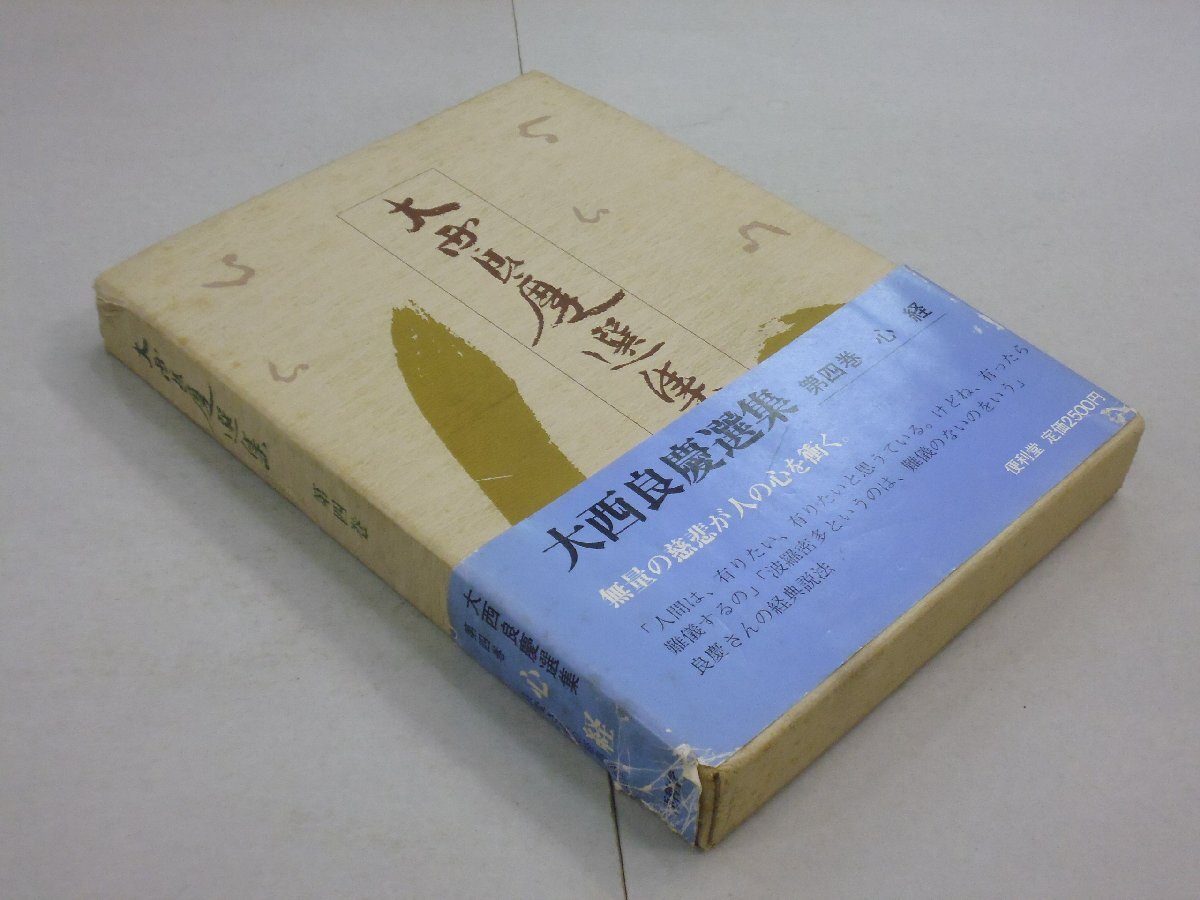 大西良慶選集
大西良慶選集 第四巻 心経
無量の慈悲が人の心を衝く。
「人間は、有りたい、有りたいと思うている。けどね、有ったら
難儀するの」「波羅密多というのは、難儀のないのをいう」
良慶さんの経典説法
便利堂 定価2500円
大西良慶選集 第四巻
大西良慶選集 第四巻 心経